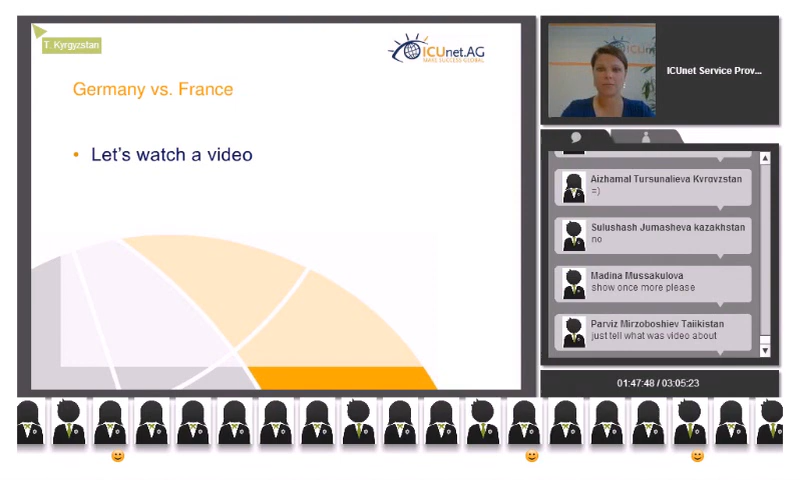 T. Kyrgyzstan
ICUnet.AG
MAKE SUCCESS GLOBAL.
Germany vs. France
• Let's watch a video
ICUnet Service Prov...
Aizhamal Tursunalieva Kyrgyzstan
=)
Sulushash Jumasheva kazakhstan
no
Madina Mussakulova
show once more please
Parviz Mirzoboshiev Tajikistan
just tell what was video about
01:47:48 / 03:05:23